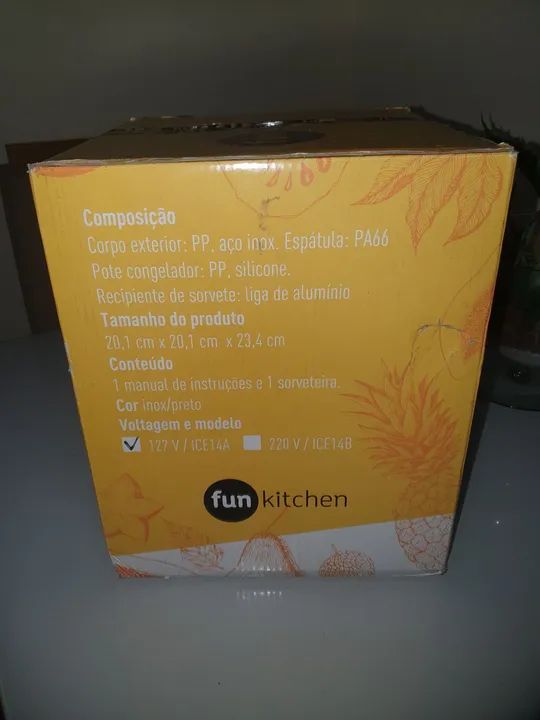 Composição
Corpo exterior: PP, aço inox. Espátula: PA66
Pote congelador: PP, silicone.
Recipiente de sorvete: liga de alumínio
Tamanho do produto
20,1 cm x 20,1 cm x 23,4 cm
Conteúdo
1 manual de instruções e 1 sorveteira.
Cor inox/preto
Voltagem e modelo
127 V / ICE14A 220 V / ICE14B
fun kitchen